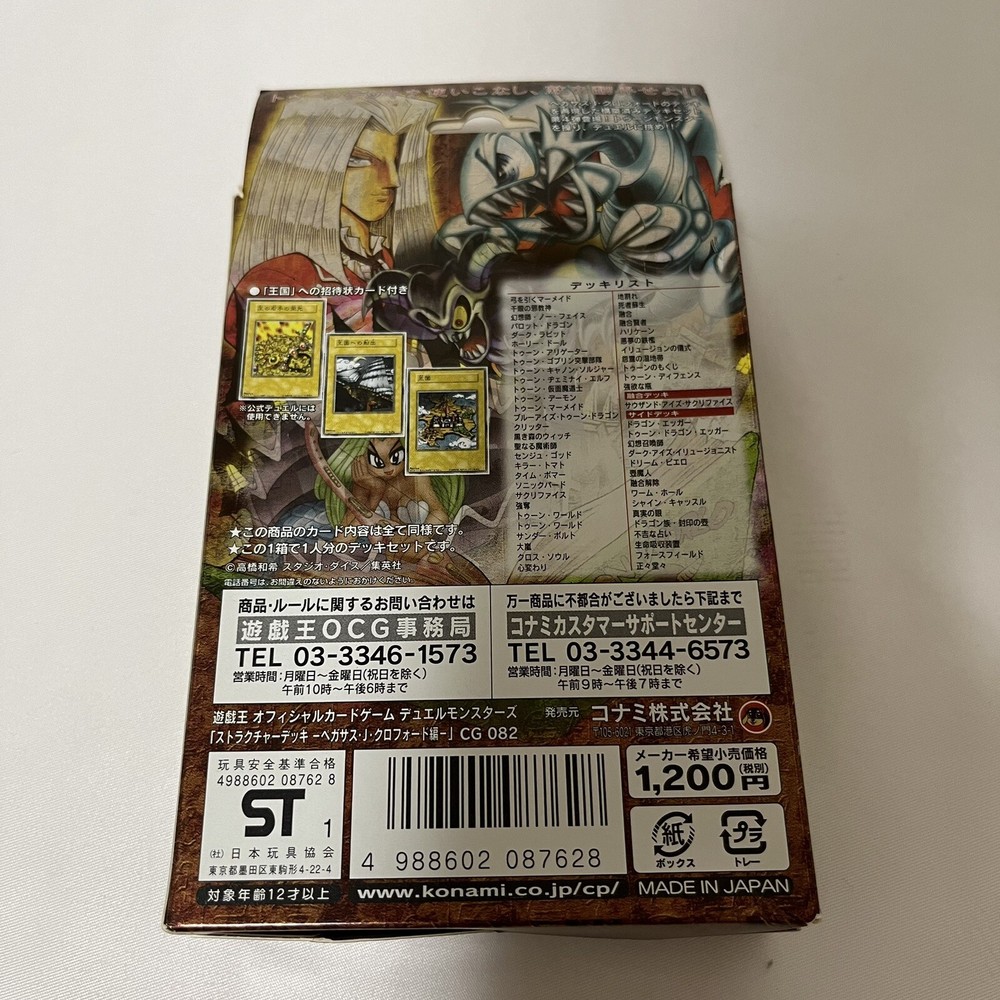 ●「王国」への招待状カード付き
王国への船出
王国
※公式デュエルには
使用できません。
デッキリスト
弓を引くマーメイド
千眼の邪教神
幻想師・ノー・フェイス
パロット・ドラゴン
ダーク・ラビット
ホーリー・ドール
トゥーン・アリゲーター
トゥーン・ゴブリン突撃部隊
トゥーン・キャノン・ソルジャー
トゥーン・ヂェミナイ・エルフ
トゥーン・仮面魔道士
トゥーン・デーモン
トゥーン・マーメイド
ブルーアイズ・トゥーン・ドラゴン
クリッター
黒き森のウィッチ
聖なる魔術師
センジュ・ゴッド
キラー・トマト
タイム・ボマー
ソニックバード
サクリファイス
強奪
トゥーン・ワールド
トゥーン・ワールド
サンダー・ボルト
大嵐
クロス・ソウル
心変わり
地割れ
死者蘇生
融合
融合賢者
ハリケーン
悪夢の鉄檻
イリュージョンの儀式
怨霊の湿地帯
トゥーンのもくじ
トゥーン・ディフェンス
強欲な瓶
融合デッキ
サウザンド・アイズ・サクリファイス
サイドデッキ
ドラゴン・エッガー
トゥーン・ドラゴン・エッガー
幻想召喚師
ダーク・アイズ・イリュージョニスト
ドリーム・ピエロ
壺魔人
融合解除
ワーム・ホール
シャイン・キャッスル
真実の眼
ドラゴン族・封印の壺
不吉な占い
生命吸収装置
フォースフィールド
正々堂々
★この商品のカード内容は全て同様です。
★この1箱で1人分のデッキセットです。
©高橋和希 スタジオ・ダイス/集英社
電話番号は、お間違えのないようにおかけください。
商品・ルールに関するお問い合わせは
遊戯王OCG事務局
TEL 03-3346-1573
営業時間:月曜日〜金曜日(祝日を除く)
午前10時〜午後6時まで
万一商品に不都合がございましたら下記まで
コナミカスタマーサポートセンター
TEL 03-3344-6573
営業時間:月曜日〜金曜日(祝日を除く)
午前9時〜午後7時まで
遊戯王 オフィシャルカードゲーム デュエルモンスターズ
「ストラクチャーデッキ −ペガサス・J・クロフォード編−」CG 082
発売元 コナミ株式会社
〒105-6021 東京都港区虎ノ門4-3-1
玩具安全基準合格
4988602 08762 8
ST 1
(社)日本玩具協会
東京都墨田区東駒形4-22-4
対象年齢12才以上
4 988602 087628
www.konami.co.jp/cp/
メーカー希望小売価格
1,200円(税別)
紙
ボックス
プラ
トレー
MADE IN JAPAN